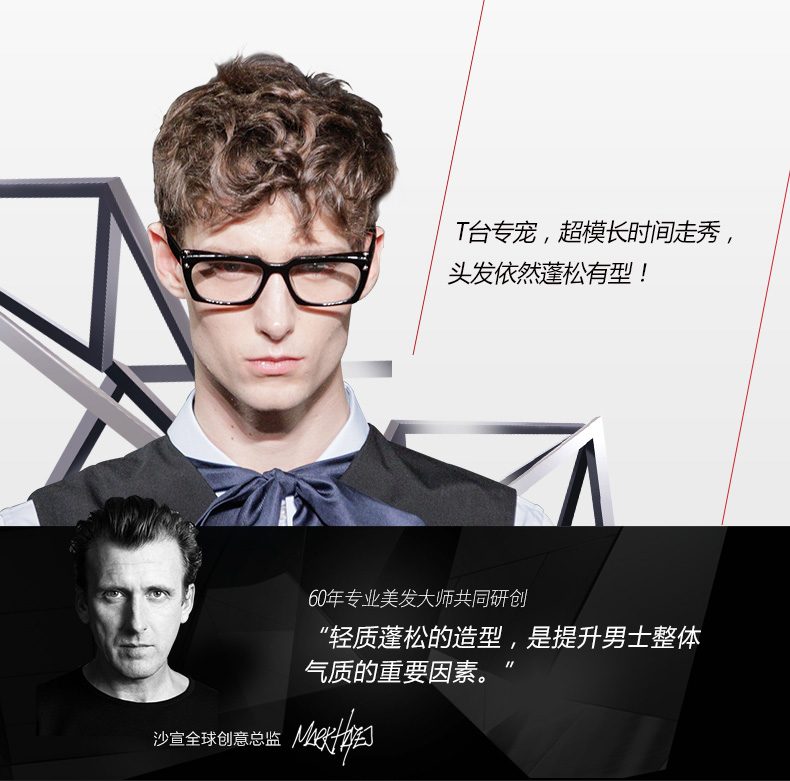 T台专宠，超模长时间走秀，
头发依然蓬松有型！
60年专业美发大师共同研创
“轻质蓬松的造型，是提升男士整体
气质的重要因素。”
沙宣全球创意总监 MARK HAYES